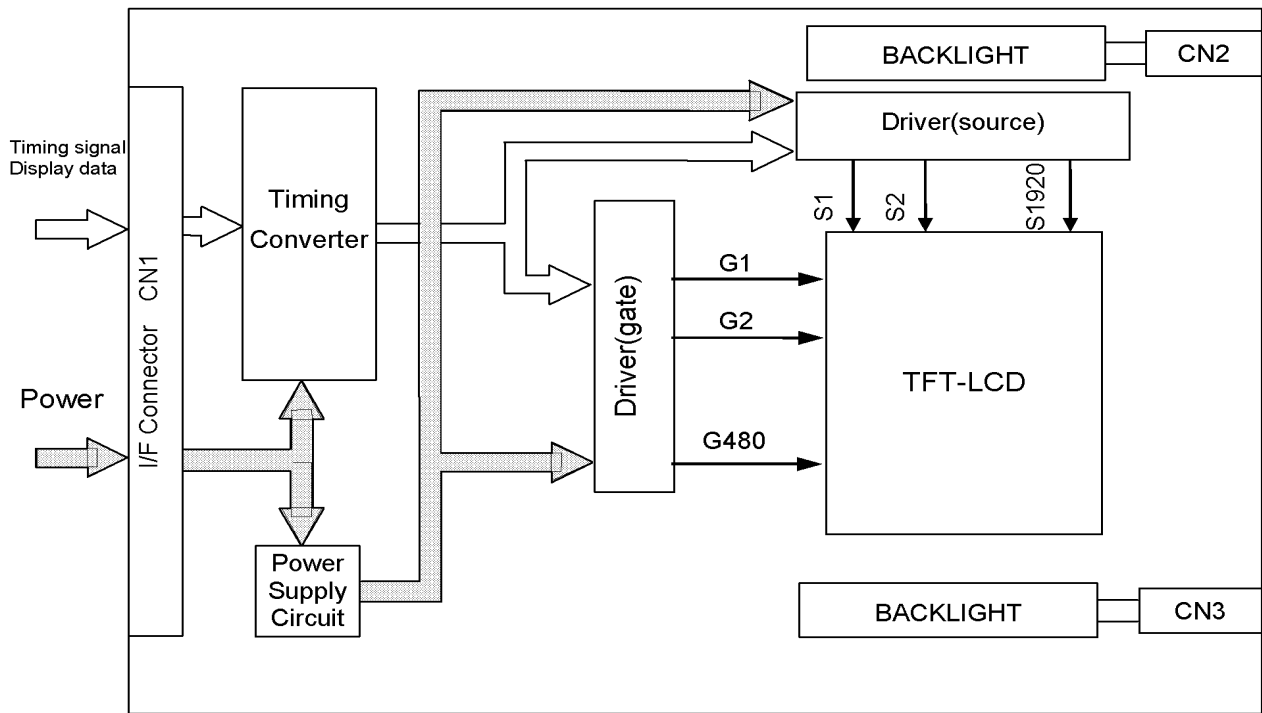 BACKLIGHT
CN2
Driver(source)
Timing signal
Display data
S1
S2
S1920
Timing
Converter
I/F Connector CN1
G1
G2
G480
Driver(gate)
TFT-LCD
Power
Power
Supply
Circuit
BACKLIGHT
CN3